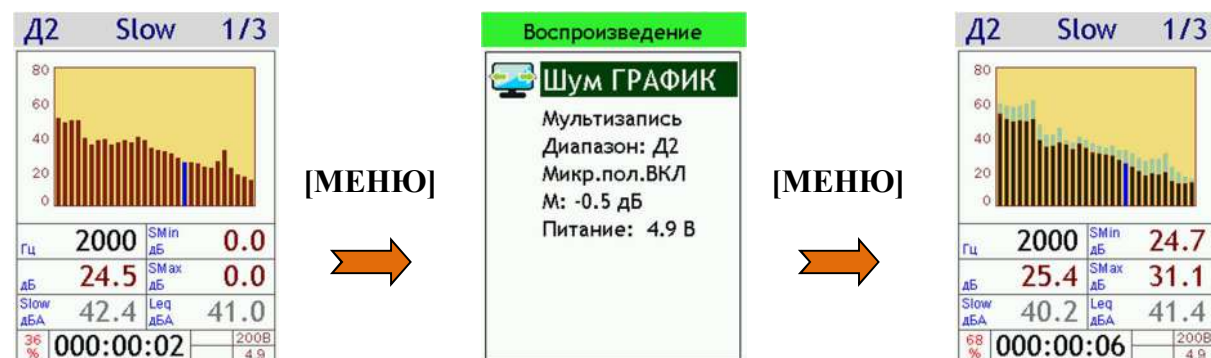 Д2 Slow 1/3
80
60
40
20
0
Гц 2000 SMin дБ 0.0
дБ 24.5 SMax дБ 0.0
Slow дБА 42.4 Leq дБА 41.0
36 % 000:00:02 200В 4.9
[МЕНЮ]
Воспроизведение
Шум ГРАФИК
Мультизапись
Диапазон: Д2
Микр.пол.ВКЛ
М: -0.5 дБ
Питание: 4.9 В
[МЕНЮ]
Д2 Slow 1/3
80
60
40
20
0
Гц 2000 SMin дБ 24.7
дБ 25.4 SMax дБ 31.1
Slow дБА 40.2 Leq дБА 41.4
68 % 000:00:06 200В 4.9